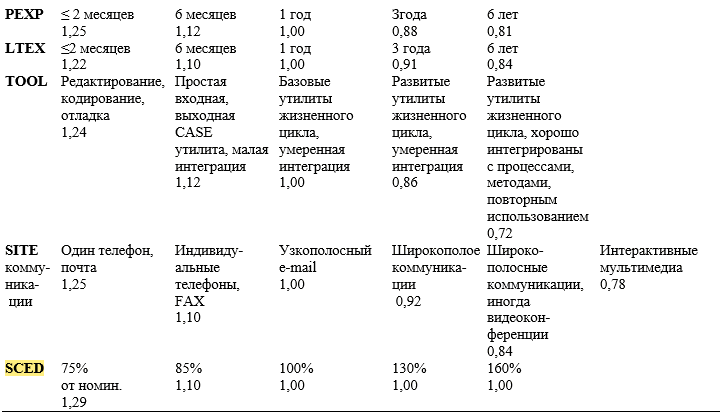 PEXP ≤ 2 месяцев 6 месяцев 1 год 3года 6 лет
1,25 1,12 1,00 0,88 0,81
LTEX ≤2 месяцев 6 месяцев 1 год 3 года 6 лет
1,22 1,10 1,00 0,91 0,84
TOOL Редактирование, Простая Базовые Развитые Развитые
кодирование, входная, утилиты утилиты утилиты
отладка выходная жизненного жизненного жизненного
1,24 CASE цикла, цикла, цикла, хорошо
утилита, малая умеренная умеренная интегрированы
интеграция интеграция интеграция с процессами,
1,12 1,00 0,86 методами,
повторным
использованием
0,72
SITE Один телефон, Индивиду- Узкополосный Широкополое Широко- Интерактивные
комму- почта альные e-mail коммуника- полосные мультимедиа
ника- 1,25 телефоны, 1,00 ции коммуникации, 0,78
ции FAX 0,92 иногда
1,10 видеокон-
ференции
0,84
SCED 75% 85% 100% 130% 160%
от номин. 1,10 1,00 1,00 1,00
1,29